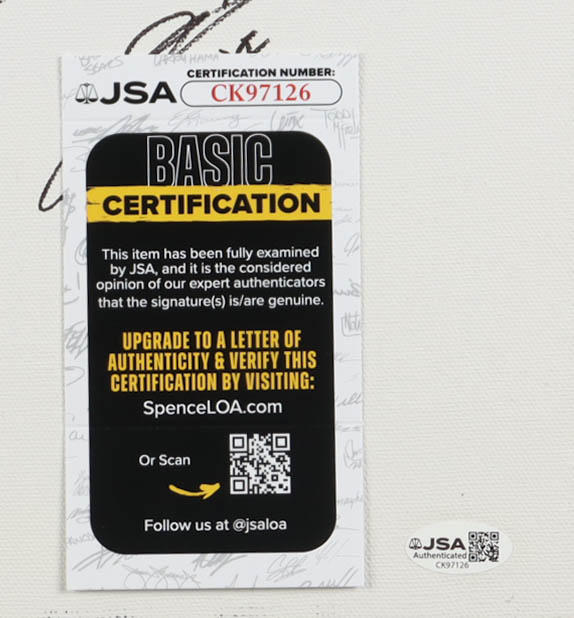 LARRY HAMA
CERTIFICATION NUMBER:
JSA CK97126
BASIC
CERTIFICATION
This item has been fully examined
by JSA, and it is the considered
opinion of our expert authenticators
that the signature(s) is/are genuine.
UPGRADE TO A LETTER OF
AUTHENTICITY & VERIFY THIS
CERTIFICATION BY VISITING:
SpenceLOA.com
Or Scan
Follow us at @jsaloa
JSA
Authenticated
CK97126